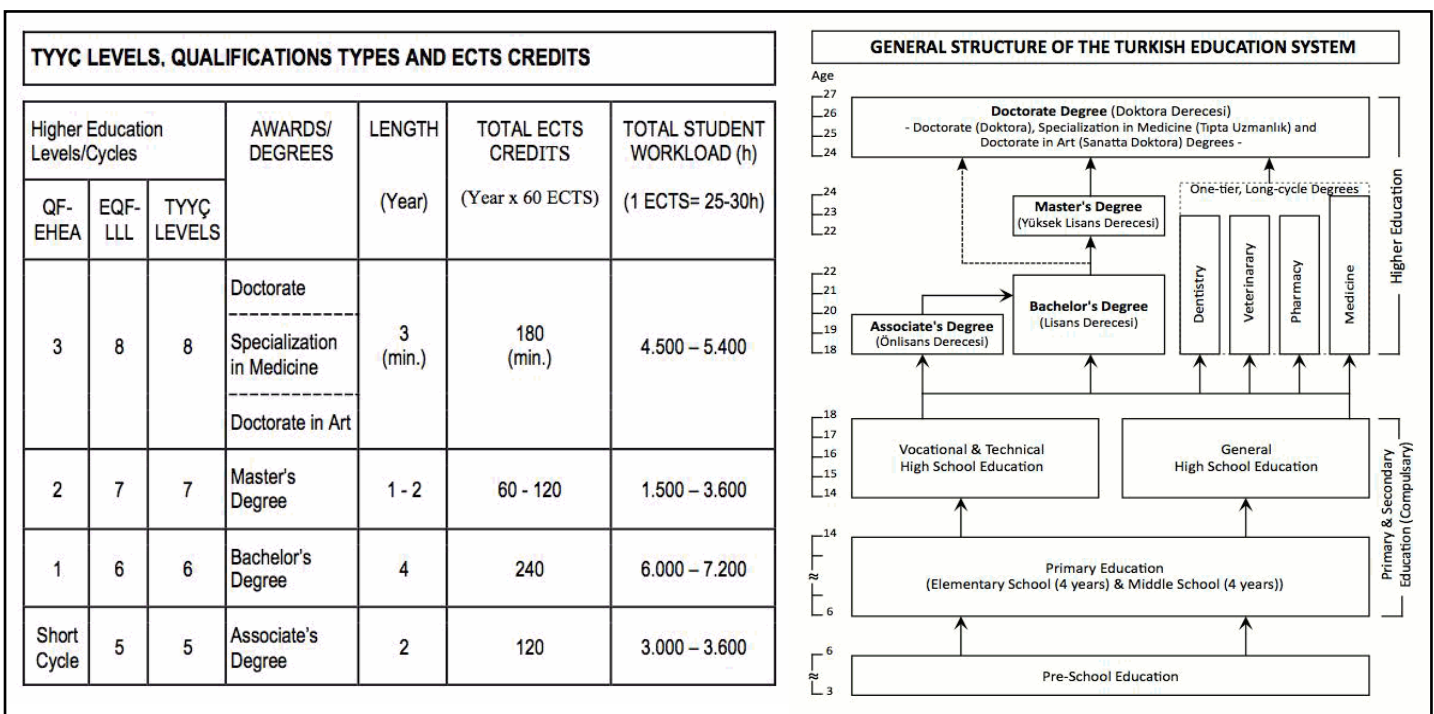 TYYÇ LEVELS, QUALIFICATIONS TYPES AND ECTS CREDITS
Higher Education
Levels/Cycles
AWARDS/
DEGREES
LENGTH
(Year)
TOTAL ECTS
CREDITS
(Year x 60 ECTS)
TOTAL STUDENT
WORKLOAD (h)
(1 ECTS= 25-30h)
QF-
EHEA
EQF-
LLL
TYYÇ
LEVELS
3
8
8
Doctorate
Specialization
in Medicine
Doctorate in Art
3
(min.)
180
(min.)
4.500 – 5.400
2
7
7
Master's
Degree
1 - 2
60 - 120
1.500 – 3.600
1
6
6
Bachelor's
Degree
4
240
6.000 – 7.200
Short
Cycle
5
5
Associate's
Degree
2
120
3.000 – 3.600
GENERAL STRUCTURE OF THE TURKISH EDUCATION SYSTEM
Age
27
26
25
24
Doctorate Degree (Doktora Derecesi)
- Doctorate (Doktora), Specialization in Medicine (Tıpta Uzmanlık) and
Doctorate in Art (Sanatta Doktora) Degrees -
24
23
22
Master's Degree
(Yüksek Lisans Derecesi)
One-tier, Long-cycle Degrees
22
21
20
19
18
Associate's Degree
(Önlisans Derecesi)
Bachelor's Degree
(Lisans Derecesi)
Dentistry
Veterinarary
Pharmacy
Medicine
Higher Education
18
17
16
15
14
Vocational & Technical
High School Education
General
High School Education
14
≈
6
Primary Education
(Elementary School (4 years) & Middle School (4 years))
Primary & Secondary
Education (Compulsary)
6
≈
3
Pre-School Education